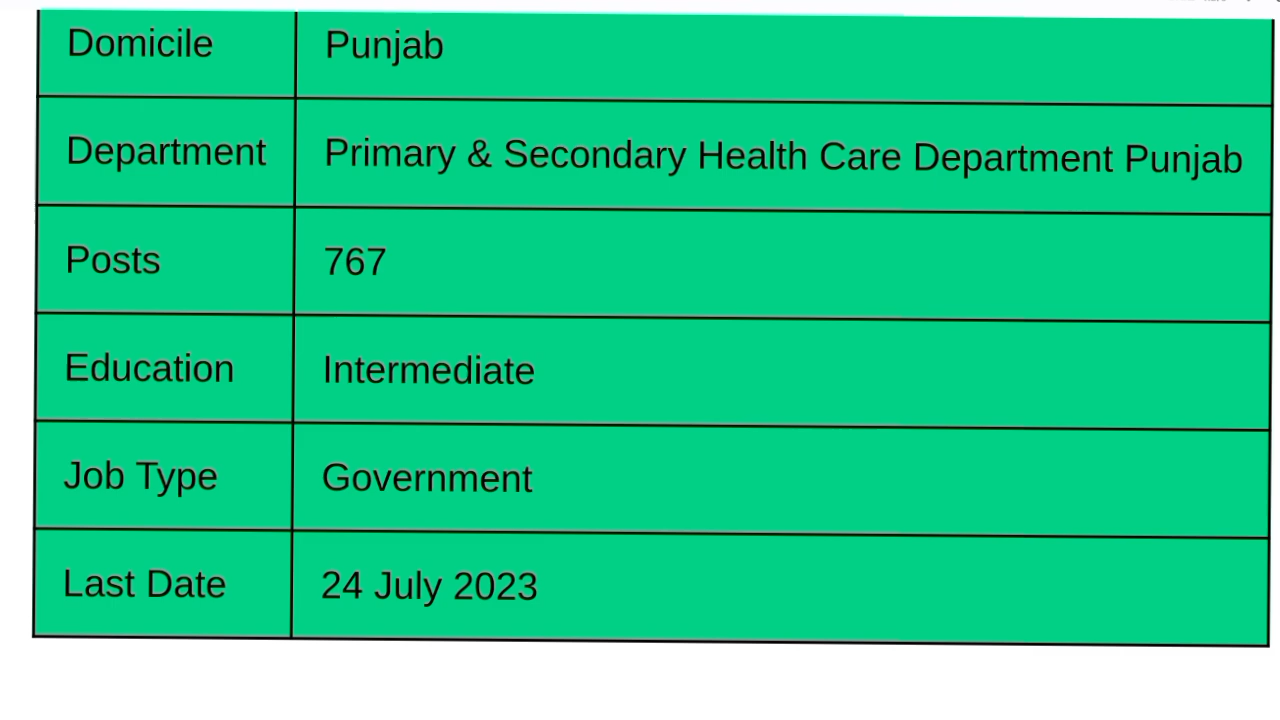 Domicile Punjab
Department Primary & Secondary Health Care Department Punjab
Posts 767
Education Intermediate
Job Type Government
Last Date 24 July 2023